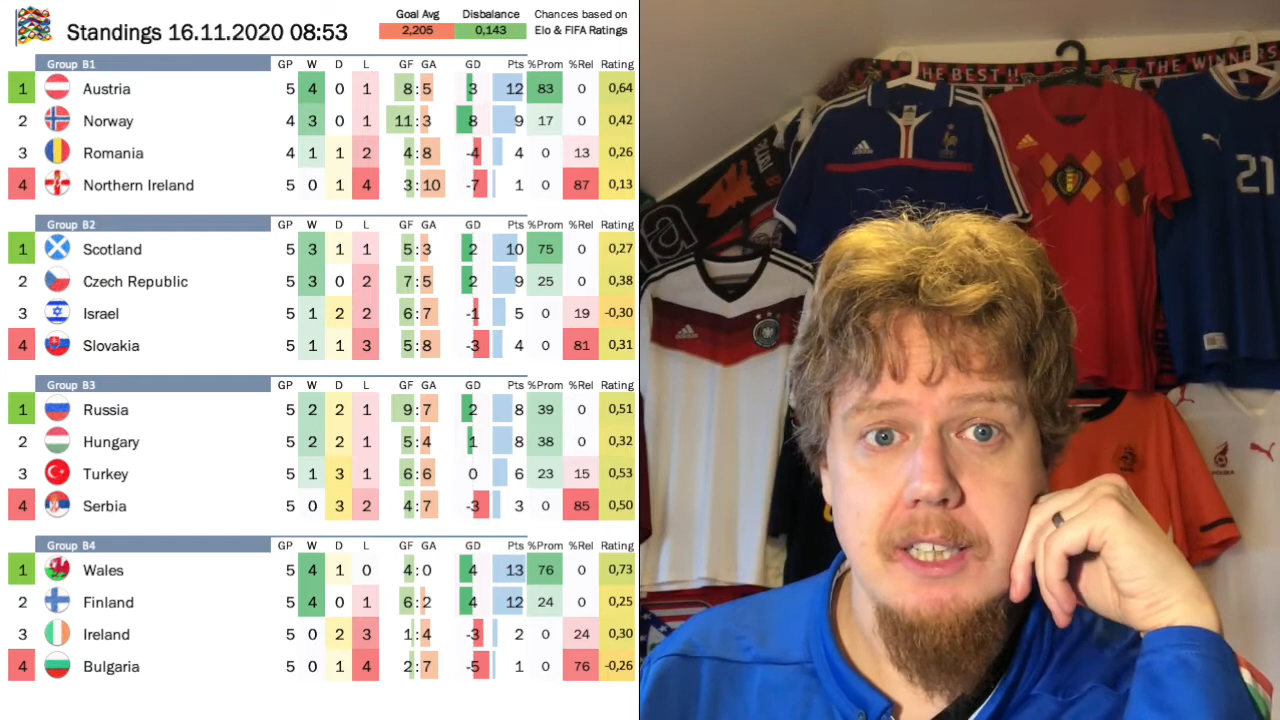 Standings 16.11.2020 08:53
Goal Avg Disbalance Chances based on
2,205 0,143 Elo & FIFA Ratings
Group B1 GP W D L GF GA GD Pts %Prom %Rel Rating
1 Austria 5 4 0 1 8:5 3 12 83 0 0,64
2 Norway 4 3 0 1 11:3 8 9 17 0 0,42
3 Romania 4 1 1 2 4:8 -4 4 0 13 0,26
4 Northern Ireland 5 0 1 4 3:10 -7 1 0 87 0,13
Group B2 GP W D L GF GA GD Pts %Prom %Rel Rating
1 Scotland 5 3 1 1 5:3 2 10 75 0 0,27
2 Czech Republic 5 3 0 2 7:5 2 9 25 0 0,38
3 Israel 5 1 2 2 6:7 -1 5 0 19 -0,30
4 Slovakia 5 1 1 3 5:8 -3 4 0 81 0,31
Group B3 GP W D L GF GA GD Pts %Prom %Rel Rating
1 Russia 5 2 2 1 9:7 2 8 39 0 0,51
2 Hungary 5 2 2 1 5:4 1 8 38 0 0,32
3 Turkey 5 1 3 1 6:6 0 6 23 15 0,53
4 Serbia 5 0 3 2 4:7 -3 3 0 85 0,50
Group B4 GP W D L GF GA GD Pts %Prom %Rel Rating
1 Wales 5 4 1 0 4:0 4 13 76 0 0,73
2 Finland 5 4 0 1 6:2 4 12 24 0 0,25
3 Ireland 5 0 2 3 1:4 -3 2 0 24 0,30
4 Bulgaria 5 0 1 4 2:7 -5 1 0 76 -0,26
THE BEST !!
THE WINNERS
21
adidas
POLSKA